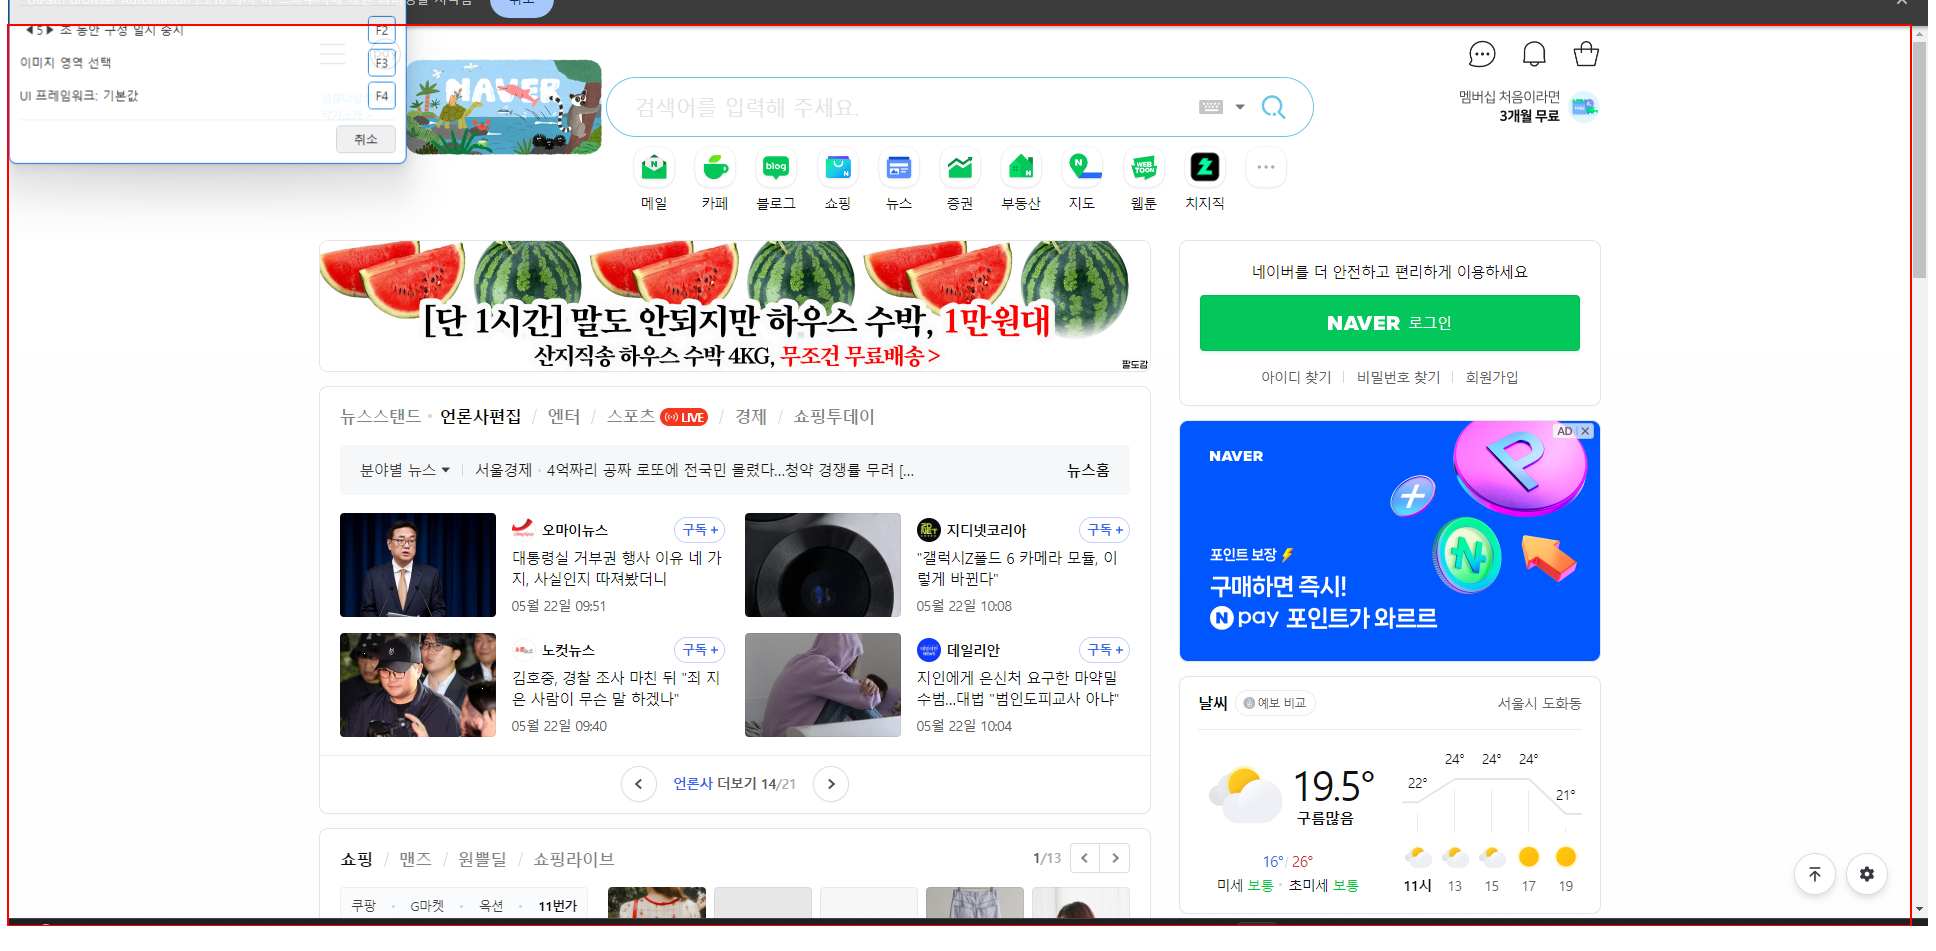 취소
◀5▶ 초 동안 구성 일시 중지
F2
이미지 영역 선택
F3
UI 프레임워크: 기본값
F4
취소
NAVER
검색어를 입력해 주세요.
멤버십 처음이라면
3개월 무료
메일 카페 블로그 쇼핑 뉴스 증권 부동산 지도 웹툰 치지직
[단 1시간] 말도 안되지만 하우스 수박, 1만원대
산지직송 하우스 수박 4KG, 무조건 무료배송 >
팔도감
네이버를 더 안전하고 편리하게 이용하세요
NAVER 로그인
아이디 찾기 비밀번호 찾기 회원가입
뉴스스탠드 · 언론사편집 / 엔터 / 스포츠 LIVE / 경제 / 쇼핑투데이
분야별 뉴스 서울경제 · 4억짜리 공짜 로또에 전국민 몰렸다...청약 경쟁률 무려 [...
뉴스홈
오마이뉴스
구독 +
대통령실 거부권 행사 이유 네 가
지, 사실인지 따져봤더니
05월 22일 09:51
지디넷코리아
구독 +
"갤럭시Z폴드 6 카메라 모듈, 이
렇게 바뀐다"
05월 22일 10:08
노컷뉴스
구독 +
김호중, 경찰 조사 마친 뒤 "죄 지
은 사람이 무슨 말 하겠나"
05월 22일 09:40
데일리안
구독 +
지인에게 은신처 요구한 마약밀
수범...대법 "범인도피교사 아냐"
05월 22일 10:04
언론사 더보기 14/21
AD
NAVER
포인트 보장
구매하면 즉시!
N pay 포인트가 와르르
날씨 예보 비교
서울시 도화동
19.5°
구름많음
16° / 26°
미세 보통 · 초미세 보통
22° 24° 24° 24° 21°
11시 13 15 17 19
쇼핑 / 맨즈 / 원쁠딜 / 쇼핑라이브
1/13
쿠팡 · G마켓 · 옥션 · 11번가